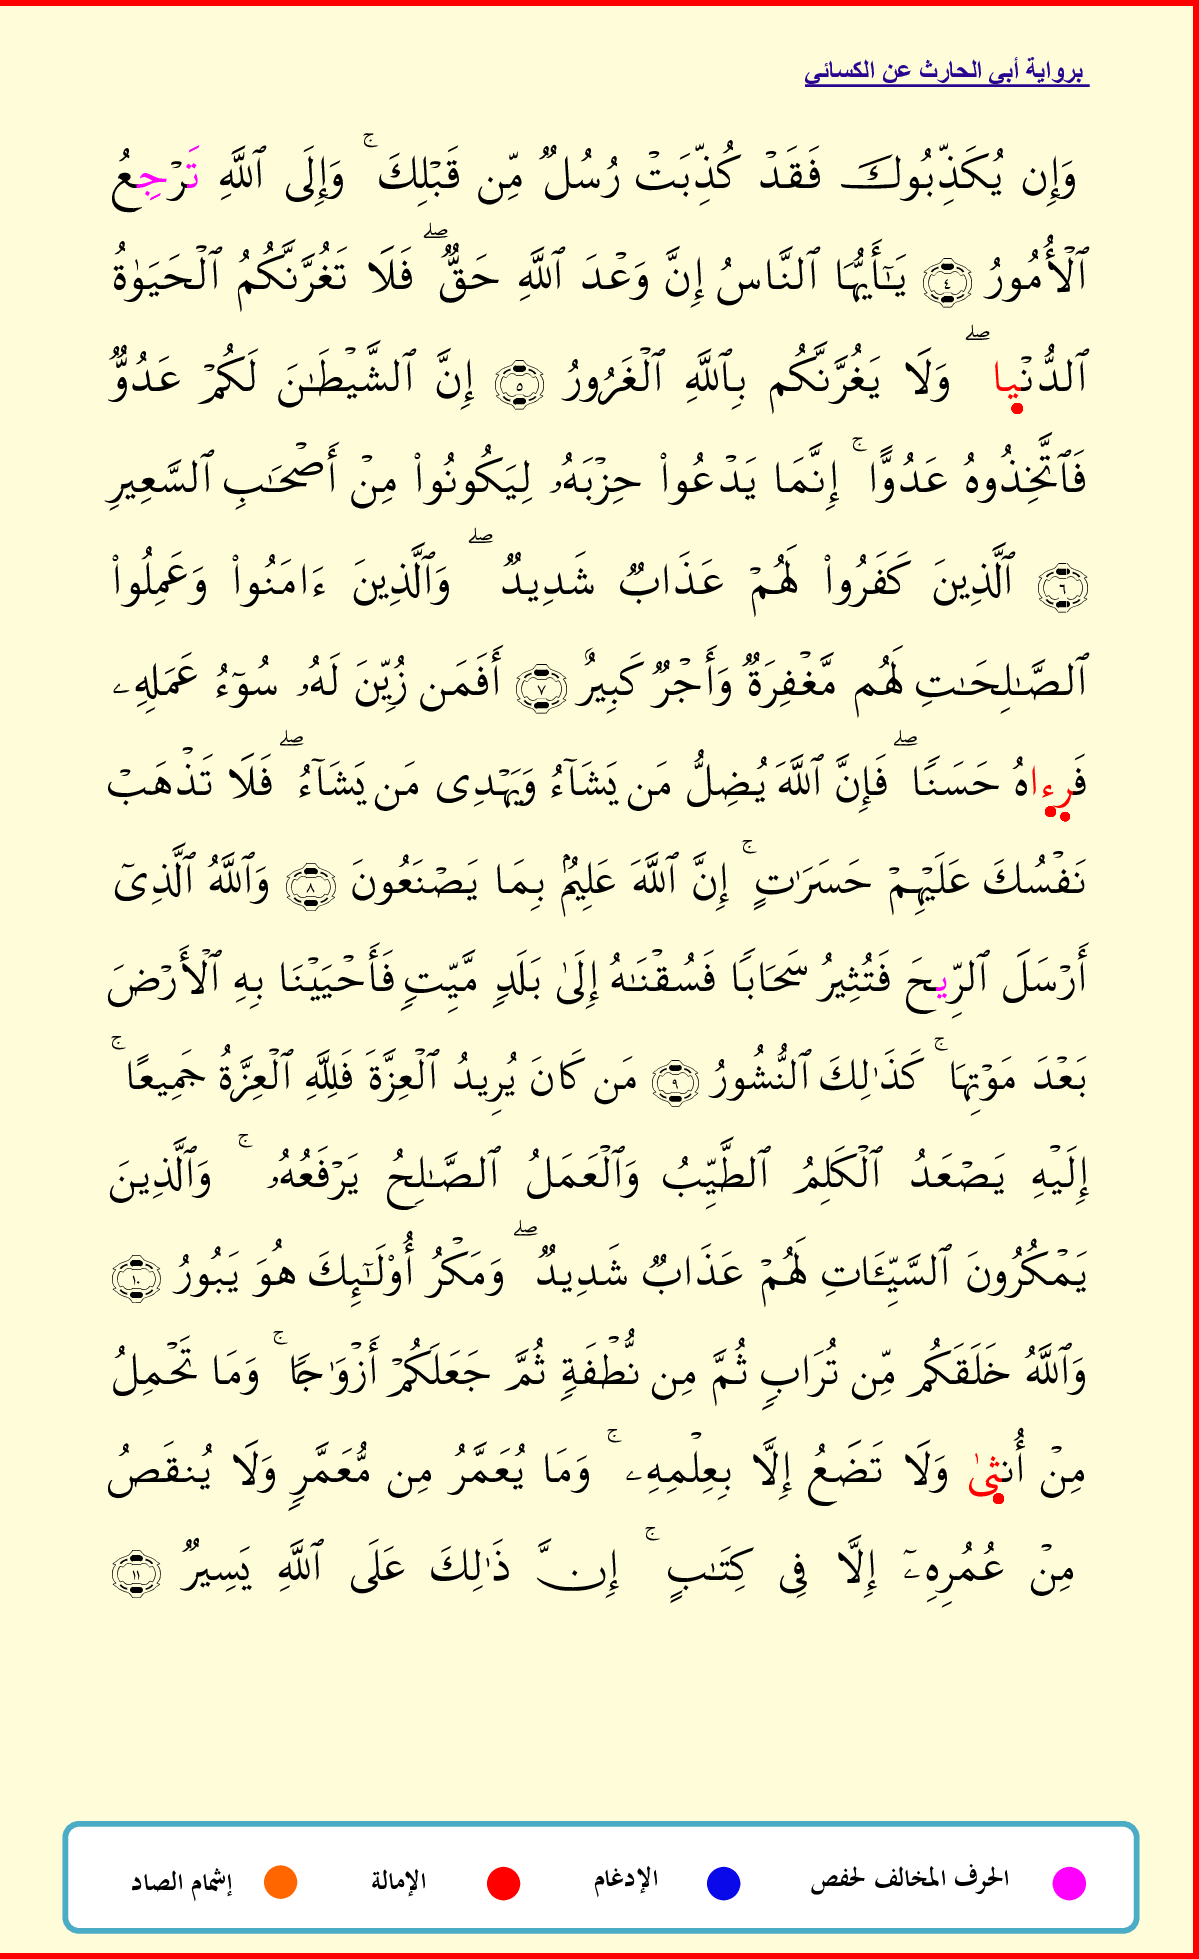 برواية أبي الحارث عن الكسائي
وَإِن يُكَذِّبُوكَ فَقَدۡ كُذِّبَتۡ رُسُلٞ مِّن قَبۡلِكَۚ وَإِلَى ٱللَّهِ تَرۡجِعُ
ٱلۡأُمُورُ ٤ يَـٰٓأَيُّهَا ٱلنَّاسُ إِنَّ وَعۡدَ ٱللَّهِ حَقّٞۖ فَلَا تَغُرَّنَّكُمُ ٱلۡحَيَوٰةُ
ٱلدُّنۡيا ۖ وَلَا يَغُرَّنَّكُم بِٱللَّهِ ٱلۡغَرُورُ ٥ إِنَّ ٱلشَّيۡطَـٰنَ لَكُمۡ عَدُوّٞ
فَٱتَّخِذُوهُ عَدُوًّاۚ إِنَّمَا يَدۡعُواْ حِزۡبَهُۥ لِيَكُونُواْ مِنۡ أَصۡحَـٰبِ ٱلسَّعِيرِ
٦ ٱلَّذِينَ كَفَرُواْ لَهُمۡ عَذَابٞ شَدِيدٞۖ وَٱلَّذِينَ ءَامَنُواْ وَعَمِلُواْ
ٱلصَّـٰلِحَـٰتِ لَهُم مَّغۡفِرَةٞ وَأَجۡرٞ كَبِيرٌ ٧ أَفَمَن زُيِّنَ لَهُۥ سُوٓءُ عَمَلِهِۦ
فَرِءاهُ حَسَنٗاۖ فَإِنَّ ٱللَّهَ يُضِلُّ مَن يَشَآءُ وَيَهۡدِى مَن يَشَآءُۖ فَلَا تَذۡهَبۡ
نَفۡسُكَ عَلَيۡهِمۡ حَسَرَٰتٍۚ إِنَّ ٱللَّهَ عَلِيمُۢ بِمَا يَصۡنَعُونَ ٨ وَٱللَّهُ ٱلَّذِىٓ
أَرۡسَلَ ٱلرِّيحَ فَتُثِيرُ سَحَابٗا فَسُقۡنَـٰهُ إِلَىٰ بَلَدٖ مَّيِّتٖ فَأَحۡيَيۡنَا بِهِ ٱلۡأَرۡضَ
بَعۡدَ مَوۡتِهَاۚ كَذَٰلِكَ ٱلنُّشُورُ ٩ مَن كَانَ يُرِيدُ ٱلۡعِزَّةَ فَلِلَّهِ ٱلۡعِزَّةُ جَمِيعًاۚ
إِلَيۡهِ يَصۡعَدُ ٱلۡكَلِمُ ٱلطَّيِّبُ وَٱلۡعَمَلُ ٱلصَّـٰلِحُ يَرۡفَعُهُۥۚ وَٱلَّذِينَ
يَمۡكُرُونَ ٱلسَّيِّـَٔاتِ لَهُمۡ عَذَابٞ شَدِيدٞۖ وَمَكۡرُ أُوْلَـٰٓئِكَ هُوَ يَبُورُ ١٠
وَٱللَّهُ خَلَقَكُم مِّن تُرَابٖ ثُمَّ مِن نُّطۡفَةٖ ثُمَّ جَعَلَكُمۡ أَزۡوَٰجٗاۚ وَمَا تَحۡمِلُ
مِنۡ أُنثىٰ وَلَا تَضَعُ إِلَّا بِعِلۡمِهِۦۚ وَمَا يُعَمَّرُ مِن مُّعَمَّرٖ وَلَا يُنقَصُ
مِنۡ عُمُرِهِۦٓ إِلَّا فِى كِتَـٰبٍۚ إِنَّ ذَٰلِكَ عَلَى ٱللَّهِ يَسِيرٞ ١١
الحرف المخالف لحفص الإدغام الإمالة إشمام الصاد